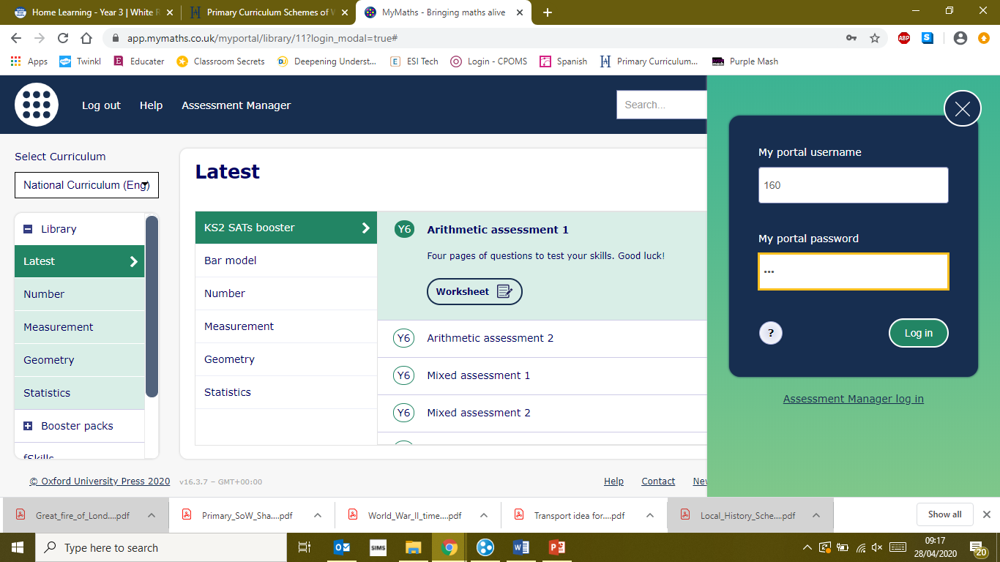 Home Learning - Year 3 | White R
Primary Curriculum Schemes of W
MyMaths - Bringing maths alive
app.mymaths.co.uk/myportal/library/11?login_modal=true#
ABP
S
Apps
Twinkl
Educater
Classroom Secrets
Deepening Underst...
ESI Tech
Login - CPOMS
Spanish
Primary Curriculum...
Purple Mash
Log out
Help
Assessment Manager
Search...
Select Curriculum
National Curriculum (Eng)
Library
Latest
Number
Measurement
Geometry
Statistics
Booster packs
fSkills
Latest
KS2 SATs booster
Bar model
Number
Measurement
Geometry
Statistics
Y6 Arithmetic assessment 1
Four pages of questions to test your skills. Good luck!
Worksheet
Y6 Arithmetic assessment 2
Y6 Mixed assessment 1
Y6 Mixed assessment 2
My portal username
160
My portal password
•••
?
Log in
Assessment Manager log in
© Oxford University Press 2020
v16.3.7 – GMT+00:00
Help
Contact
Nev
Great_fire_of_Lond....pdf
Primary_SoW_Sha....pdf
World_War_II_time....pdf
Transport idea for....pdf
Local_History_Sche....pdf
Show all
Type here to search
SIMS
09:17
28/04/2020
20